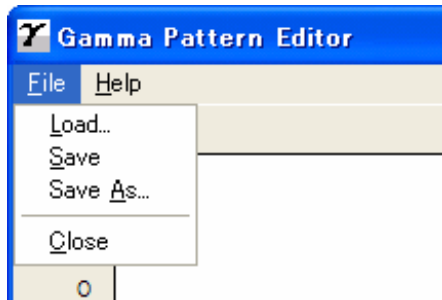 γ Gamma Pattern Editor
File Help
Load...
Save
Save As...
Close
0